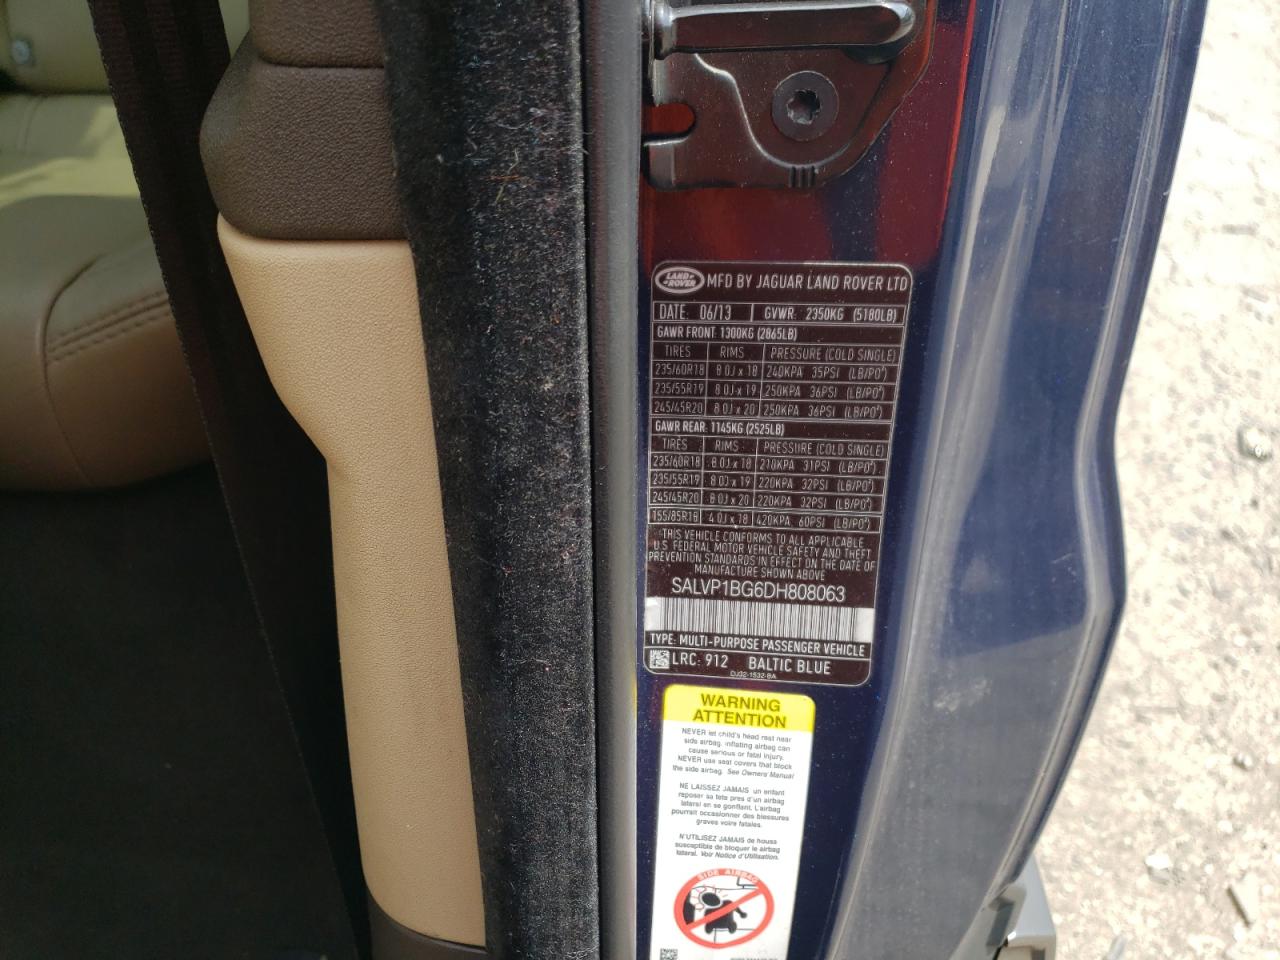 LAND ROVER MFD BY JAGUAR LAND ROVER LTD
DATE: 06/13 GVWR: 2350KG (5180LB)
GAWR FRONT: 1300KG (2865LB)
TIRES RIMS PRESSURE (COLD SINGLE)
235/60R18 8.0J x 18 240KPA 35PSI (LB/PO²)
235/55R19 8.0J x 19 250KPA 36PSI (LB/PO²)
245/45R20 8.0J x 20 250KPA 36PSI (LB/PO²)
GAWR REAR: 1145KG (2525LB)
TIRES RIMS PRESSURE (COLD SINGLE)
235/60R18 8.0J x 18 210KPA 31PSI (LB/PO²)
235/55R19 8.0J x 19 220KPA 32PSI (LB/PO²)
245/45R20 8.0J x 20 220KPA 32PSI (LB/PO²)
155/85R18 4.0J x 18 420KPA 60PSI (LB/PO²)
THIS VEHICLE CONFORMS TO ALL APPLICABLE
U.S. FEDERAL MOTOR VEHICLE SAFETY AND THEFT
PREVENTION STANDARDS IN EFFECT ON THE DATE OF
MANUFACTURE SHOWN ABOVE
SALVP1BG6DH808063
TYPE: MULTI-PURPOSE PASSENGER VEHICLE
LRC: 912 BALTIC BLUE
DJ32-1532-BA
WARNING
ATTENTION
NEVER let child's head rest near
side airbag. Inflating airbag can
cause serious or fatal injury.
NEVER use seat covers that block
the side airbag. See Owners Manual
NE LAISSEZ JAMAIS un enfant
reposer sa tete pres d'un airbag
lateral en se gonflant. L'airbag
pourrait occasionner des blessures
graves voire fatales.
N'UTILISEZ JAMAIS de houss
susceptible de bloquer le airbag
lateral. Voir Notice d'Utilisation.
SIDE AIRBAG